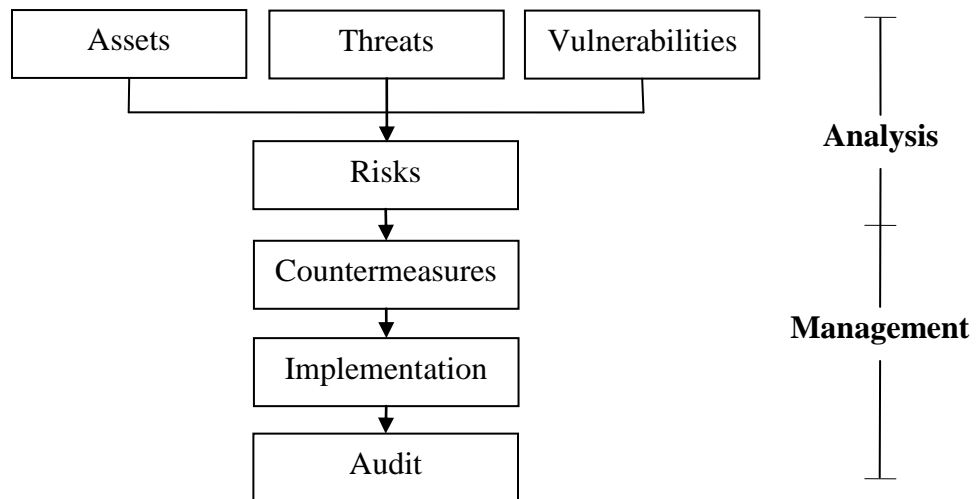 Assets
Threats
Vulnerabilities
Analysis
Risks
Countermeasures
Management
Implementation
Audit